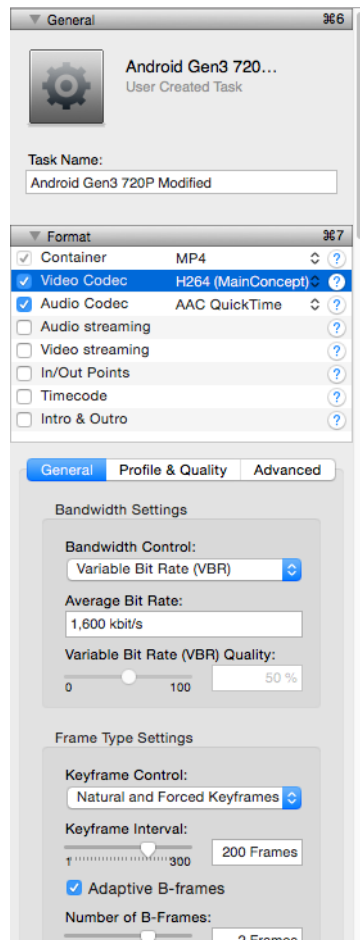 General ⌘6
Android Gen3 720...
User Created Task
Task Name:
Android Gen3 720P Modified
Format ⌘7
Container MP4 ?
Video Codec H264 (MainConcept) ?
Audio Codec AAC QuickTime ?
Audio streaming ?
Video streaming ?
In/Out Points ?
Timecode ?
Intro & Outro ?
General Profile & Quality Advanced
Bandwidth Settings
Bandwidth Control:
Variable Bit Rate (VBR)
Average Bit Rate:
1,600 kbit/s
Variable Bit Rate (VBR) Quality:
50 %
0 100
Frame Type Settings
Keyframe Control:
Natural and Forced Keyframes
Keyframe Interval:
200 Frames
1 300
Adaptive B-frames
Number of B-Frames:
2 Frames